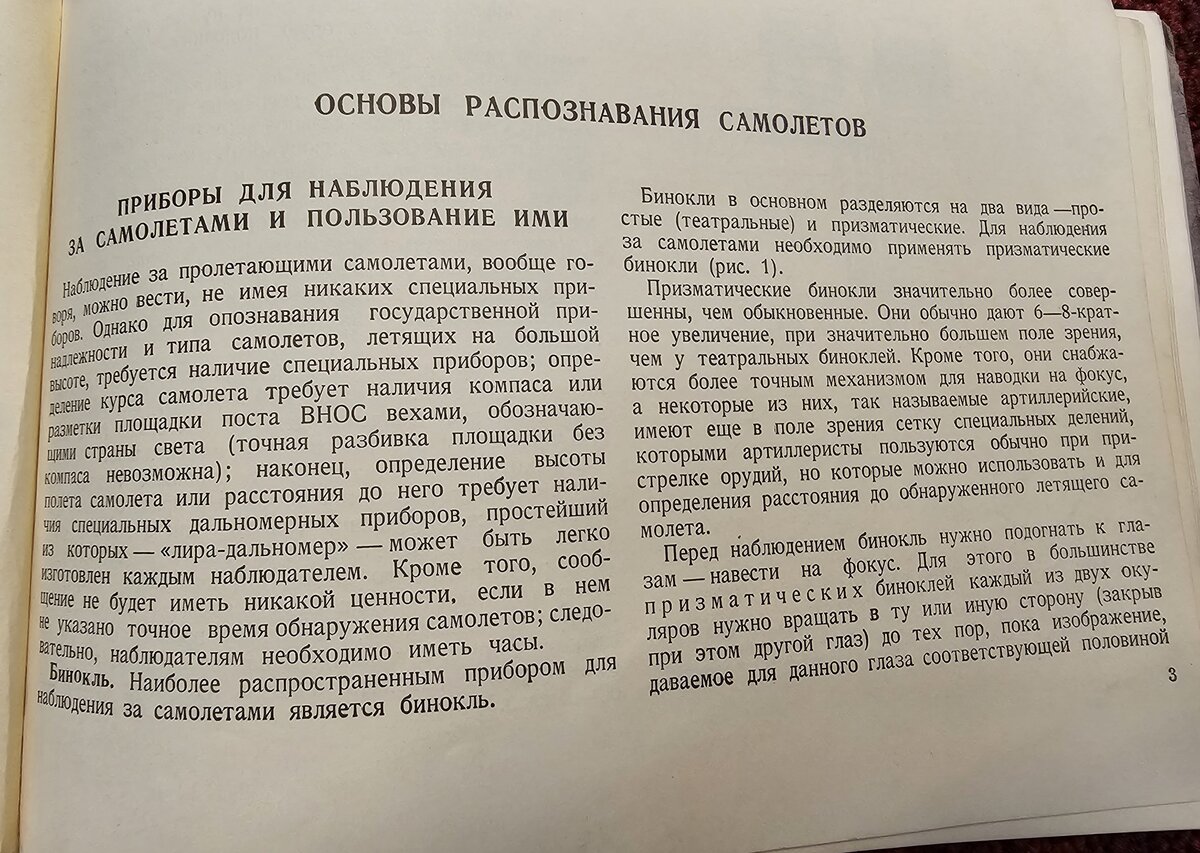 ОСНОВЫ РАСПОЗНАВАНИЯ САМОЛЕТОВ
ПРИБОРЫ ДЛЯ НАБЛЮДЕНИЯ
ЗА САМОЛЕТАМИ И ПОЛЬЗОВАНИЕ ИМИ
Наблюдение за пролетающими самолетами, вообще го-
воря, можно вести, не имея никаких специальных при-
боров. Однако для опознавания государственной при-
надлежности и типа самолетов, летящих на большой
высоте, требуется наличие специальных приборов; опре-
деление курса самолета требует наличия компаса или
разметки площадки поста ВНОС вехами, обозначаю-
щими страны света (точная разбивка площадки без
компаса невозможна); наконец, определение высоты
полета самолета или расстояния до него требует нали-
чия специальных дальномерных приборов, простейший
из которых — «лира-дальномер» — может быть легко
изготовлен каждым наблюдателем. Кроме того, сооб-
щение не будет иметь никакой ценности, если в нем
не указано точное время обнаружения самолетов; следо-
вательно, наблюдателям необходимо иметь часы.
Бинокль. Наиболее распространенным прибором для
наблюдения за самолетами является бинокль.
Бинокли в основном разделяются на два вида — про-
стые (театральные) и призматические. Для наблюдения
за самолетами необходимо применять призматические
бинокли (рис. 1).
Призматические бинокли значительно более совер-
шенны, чем обыкновенные. Они обычно дают 6—8-крат-
ное увеличение, при значительно большем поле зрения,
чем у театральных биноклей. Кроме того, они снабжа-
ются более точным механизмом для наводки на фокус,
а некоторые из них, так называемые артиллерийские,
имеют еще в поле зрения сетку специальных делений,
которыми артиллеристы пользуются обычно при при-
стрелке орудий, но которые можно использовать и для
определения расстояния до обнаруженного летящего са-
молета.
Перед наблюдением бинокль нужно подогнать к гла-
зам — навести на фокус. Для этого в большинстве
призматических биноклей каждый из двух оку-
ляров нужно вращать в ту или иную сторону (закрыв
при этом другой глаз) до тех пор, пока изображение,
даваемое для данного глаза соответствующей половиной
3